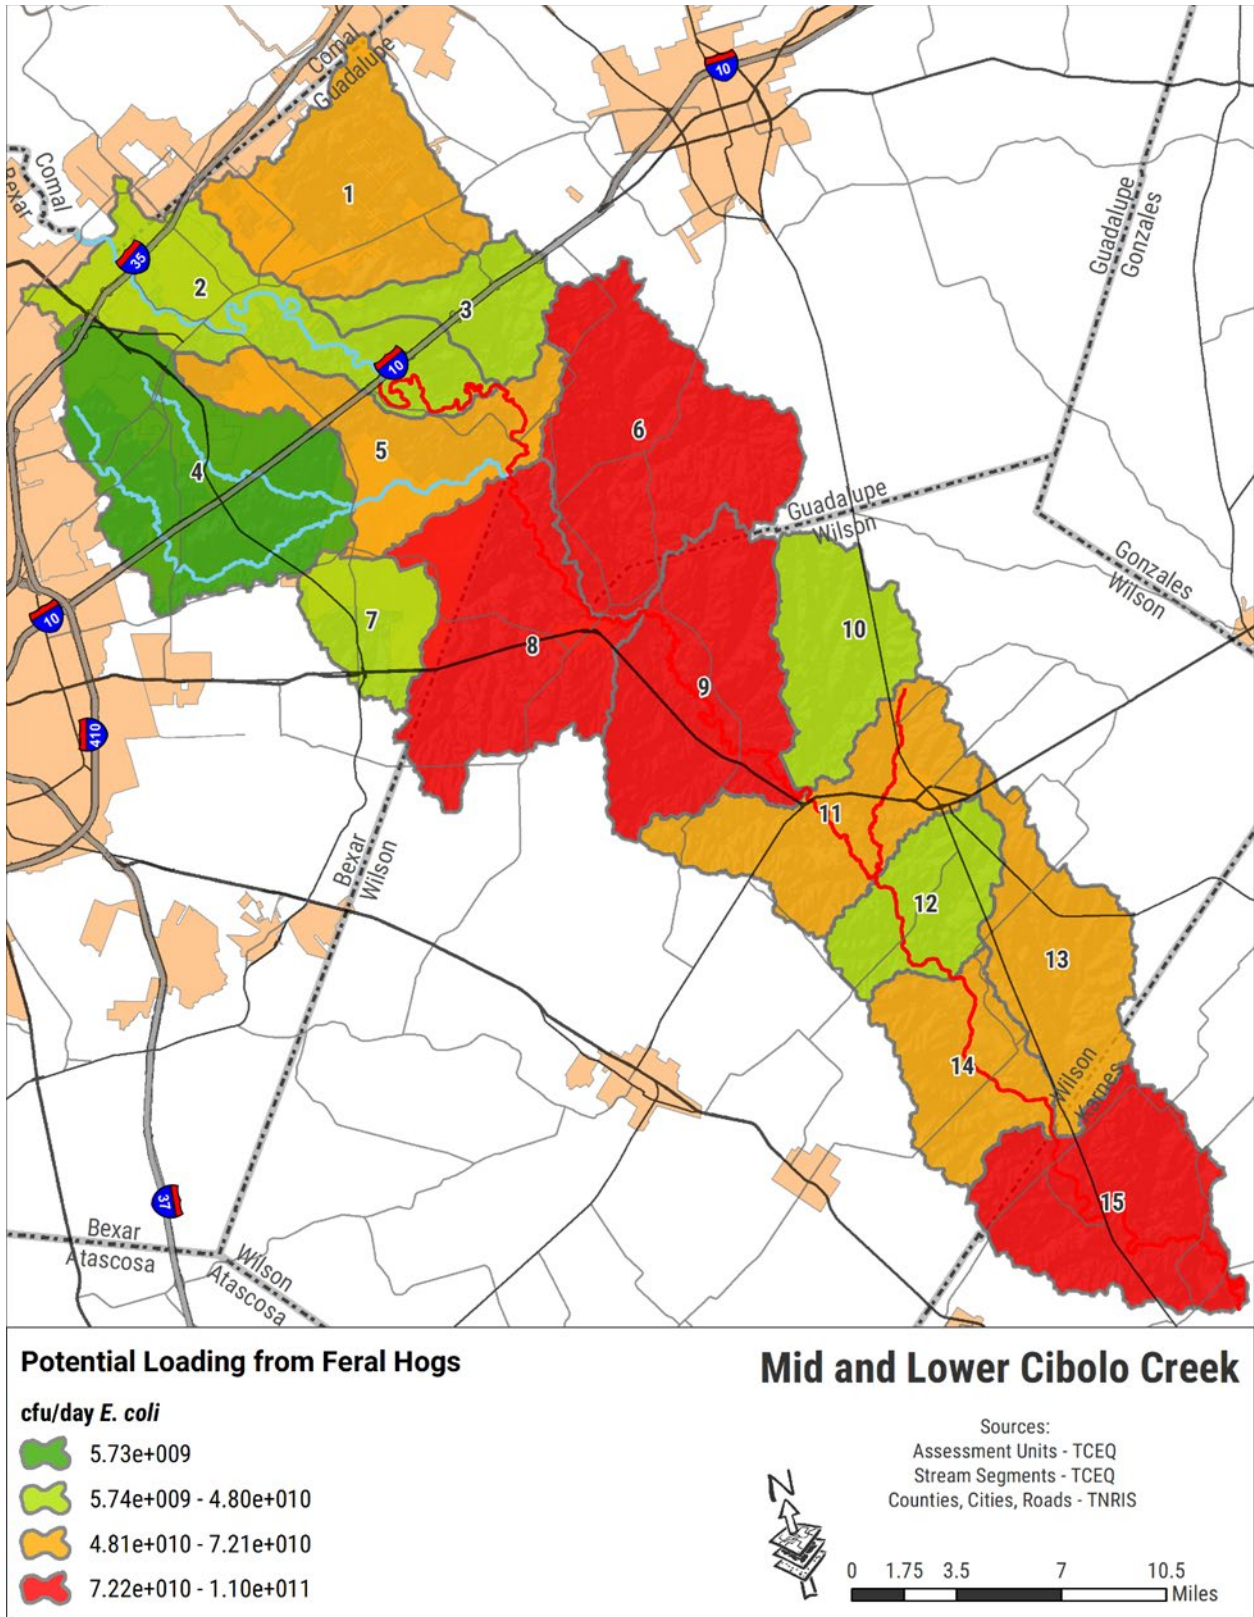 Comal
Guadalupe
10
Comal
Bexar
Guadalupe
Gonzales
1
35
2
3
10
6
5
4
Guadalupe
Wilson
Gonzales
Wilson
10
7
8
10
9
410
11
Bexar
Wilson
12
13
14
Wilson
Karnes
37
15
Bexar
Atascosa
Wilson
Atascosa
Potential Loading from Feral Hogs
cfu/day E. coli
5.73e+009
5.74e+009 - 4.80e+010
4.81e+010 - 7.21e+010
7.22e+010 - 1.10e+011
Mid and Lower Cibolo Creek
Sources:
Assessment Units - TCEQ
Stream Segments - TCEQ
Counties, Cities, Roads - TNRIS
N
0 1.75 3.5 7 10.5
Miles